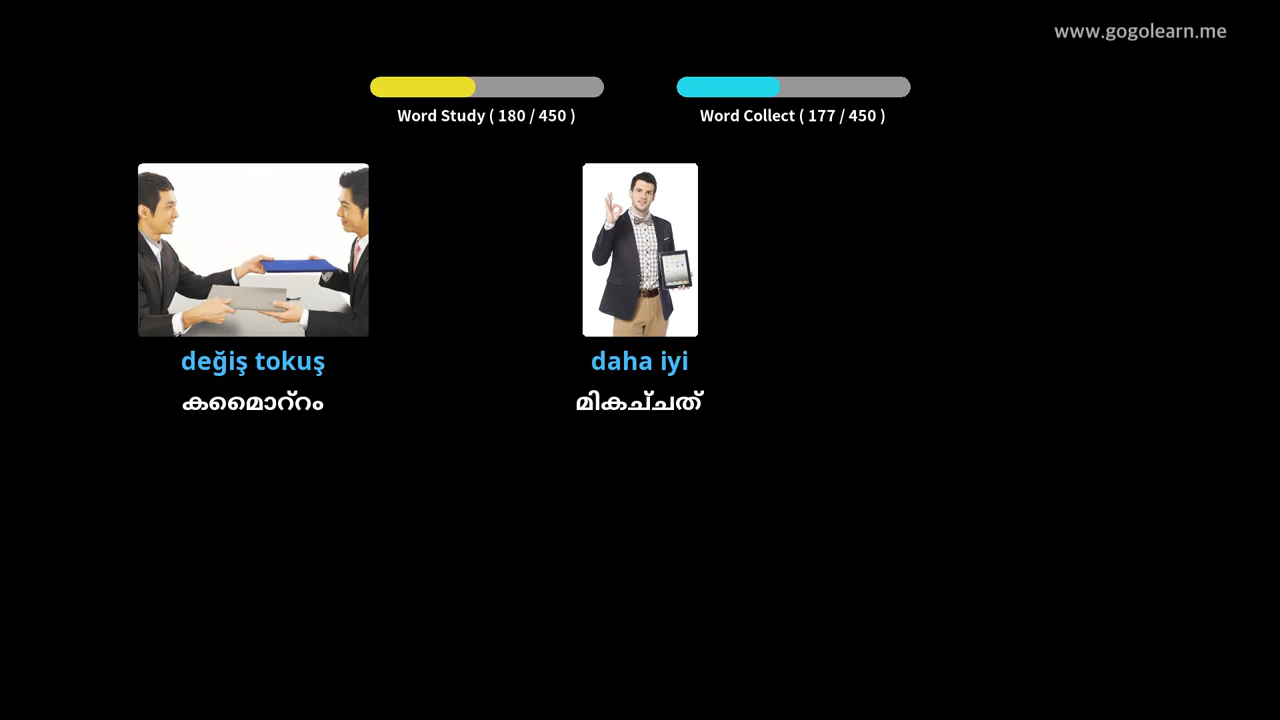 www.gogolearn.me
Word Study ( 180 / 450 )
Word Collect ( 177 / 450 )
değiş tokuş
daha iyi
കൈമാറ്റം
മികച്ചത്